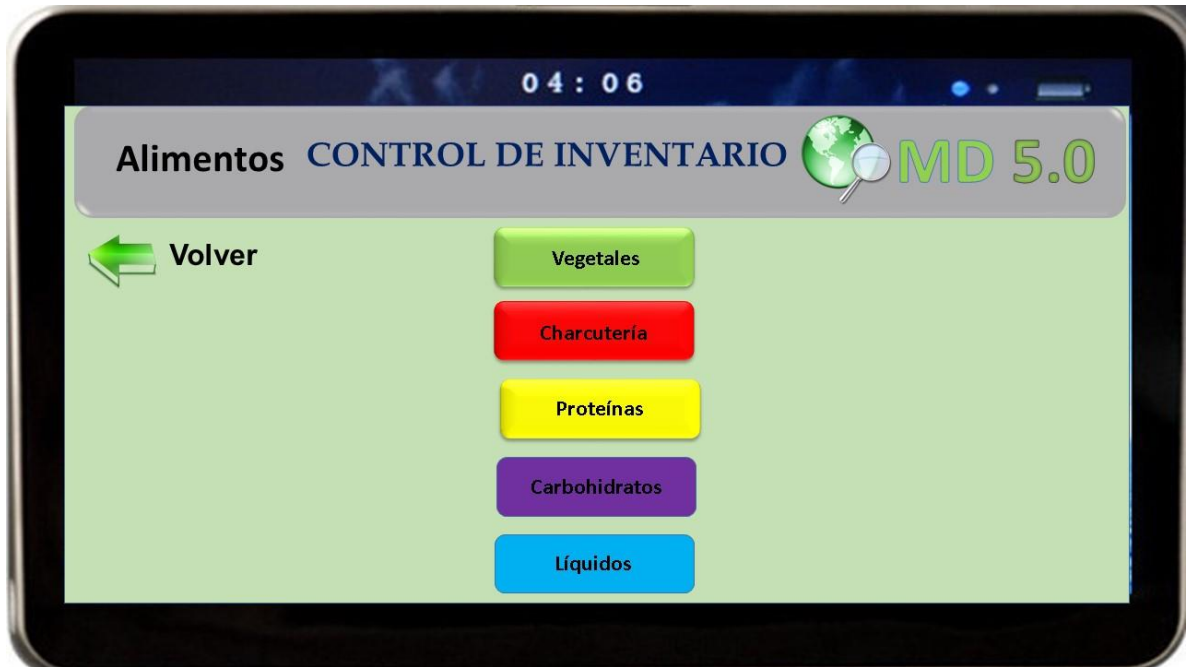 04:06
Alimentos CONTROL DE INVENTARIO MD 5.0
Volver
Vegetales
Charcutería
Proteínas
Carbohidratos
Líquidos